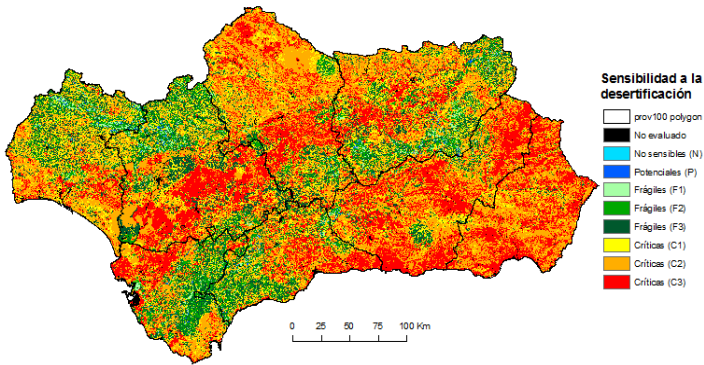 Sensibilidad a la
desertificación
prov100 polygon
No evaluado
No sensibles (N)
Potenciales (P)
Frágiles (F1)
Frágiles (F2)
Frágiles (F3)
Críticas (C1)
Críticas (C2)
Críticas (C3)
0 25 50 75 100 Km